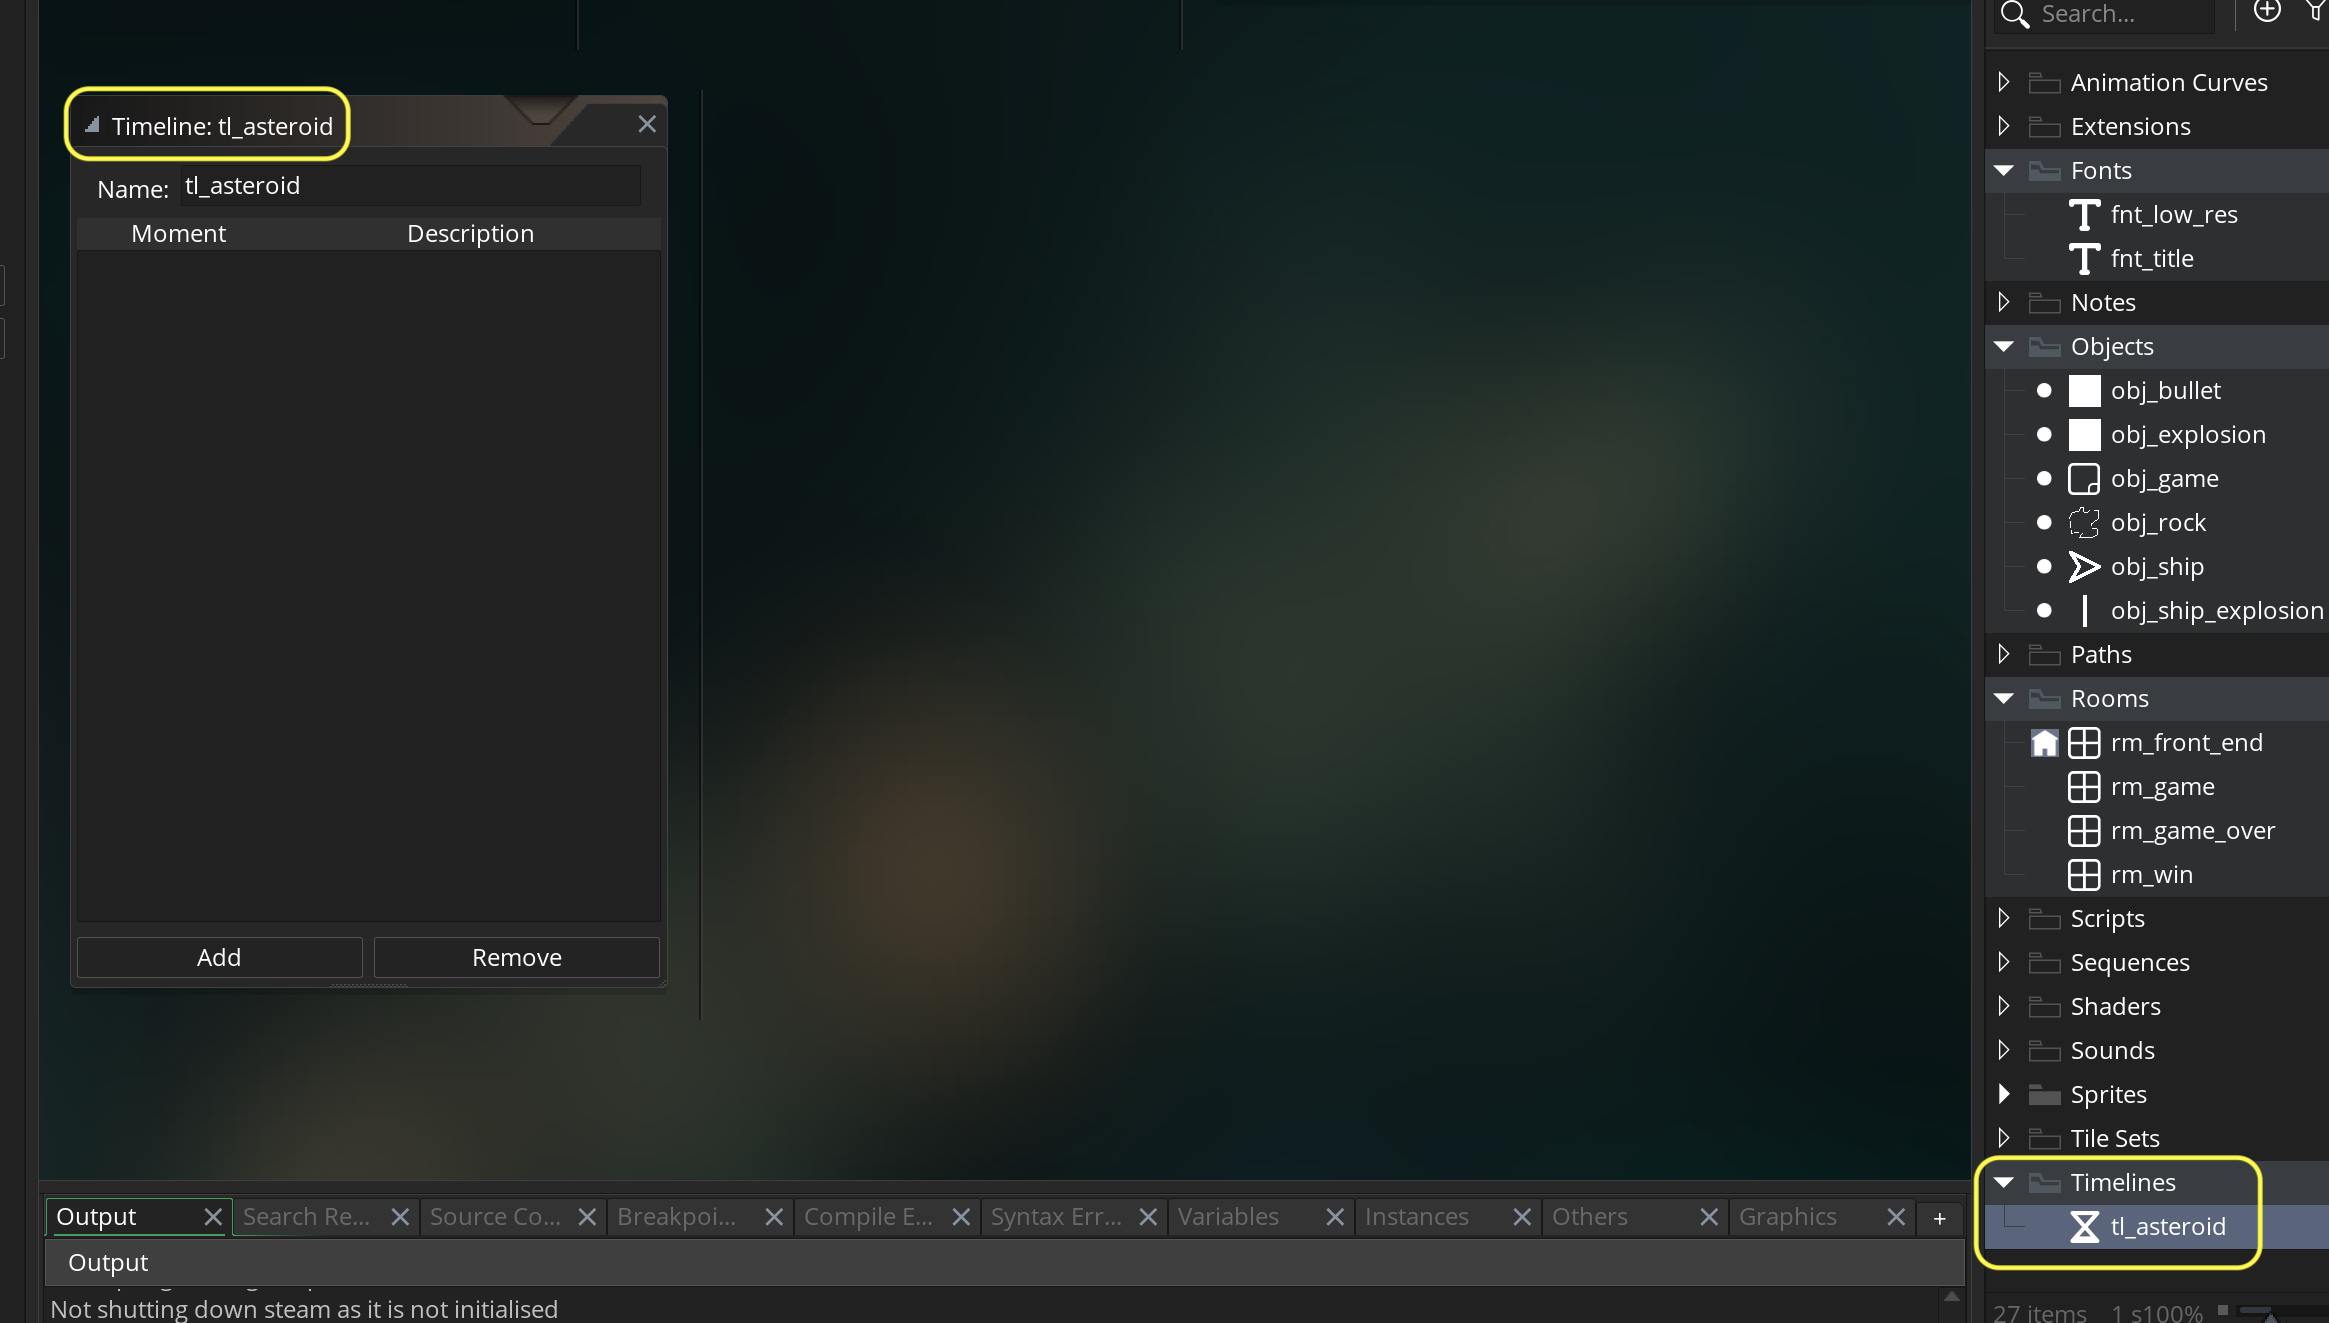 Search...
Timeline: tl_asteroid
Name: tl_asteroid
Moment Description
Add Remove
Animation Curves
Extensions
Fonts
fnt_low_res
fnt_title
Notes
Objects
obj_bullet
obj_explosion
obj_game
obj_rock
obj_ship
obj_ship_explosion
Paths
Rooms
rm_front_end
rm_game
rm_game_over
rm_win
Scripts
Sequences
Shaders
Sounds
Sprites
Tile Sets
Timelines
tl_asteroid
Output Search Re... Source Co... Breakpoi... Compile E... Syntax Err... Variables Instances Others Graphics +
Output
Not shutting down steam as it is not initialised
27 items 1 s100%